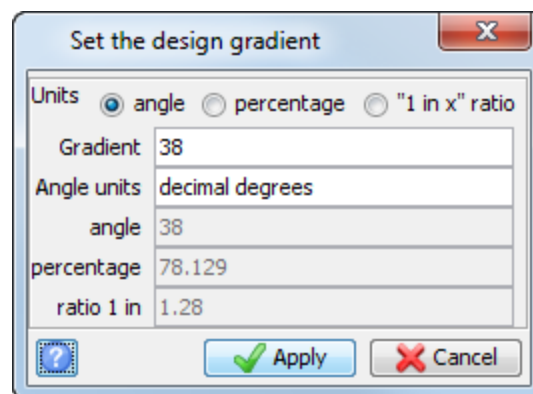 Set the design gradient
Units angle percentage "1 in x" ratio
Gradient 38
Angle units decimal degrees
angle 38
percentage 78.129
ratio 1 in 1.28
? Apply Cancel